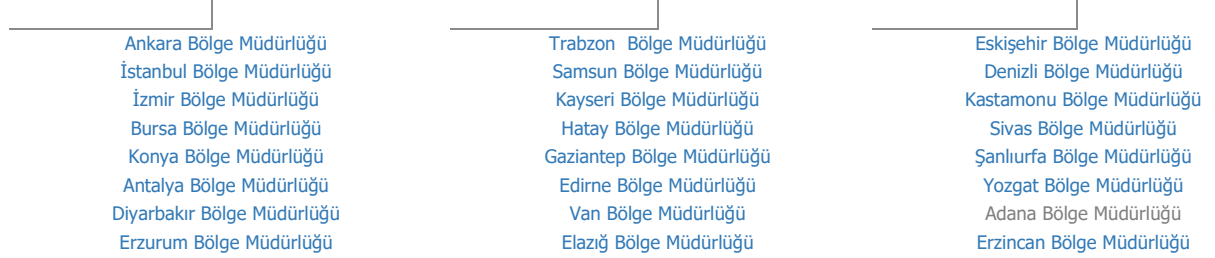 Ankara Bölge Müdürlüğü
İstanbul Bölge Müdürlüğü
İzmir Bölge Müdürlüğü
Bursa Bölge Müdürlüğü
Konya Bölge Müdürlüğü
Antalya Bölge Müdürlüğü
Diyarbakır Bölge Müdürlüğü
Erzurum Bölge Müdürlüğü
Trabzon  Bölge Müdürlüğü
Samsun Bölge Müdürlüğü
Kayseri Bölge Müdürlüğü
Hatay Bölge Müdürlüğü
Gaziantep Bölge Müdürlüğü
Edirne Bölge Müdürlüğü
Van Bölge Müdürlüğü
Elazığ Bölge Müdürlüğü
Eskişehir Bölge Müdürlüğü
Denizli Bölge Müdürlüğü
Kastamonu Bölge Müdürlüğü
Sivas Bölge Müdürlüğü
Şanlıurfa Bölge Müdürlüğü
Yozgat Bölge Müdürlüğü
Adana Bölge Müdürlüğü
Erzincan Bölge Müdürlüğü